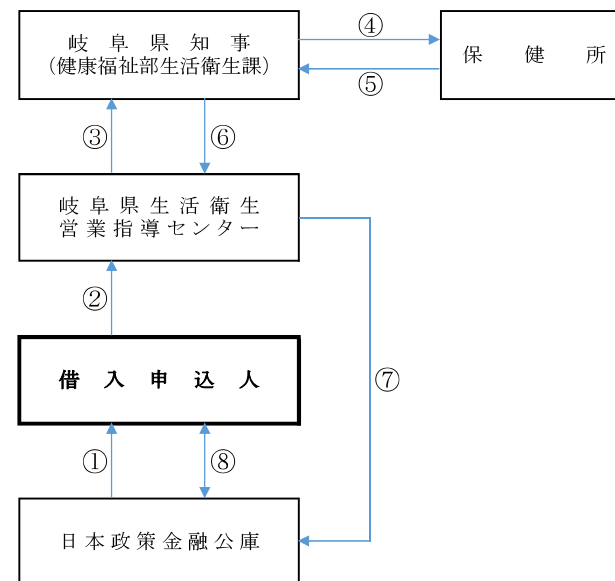 岐阜県知事
(健康福祉部生活衛生課)
④
保健所
⑤
③
⑥
岐阜県生活衛生
営業指導センター
②
借入申込人
⑦
①
⑧
日本政策金融公庫